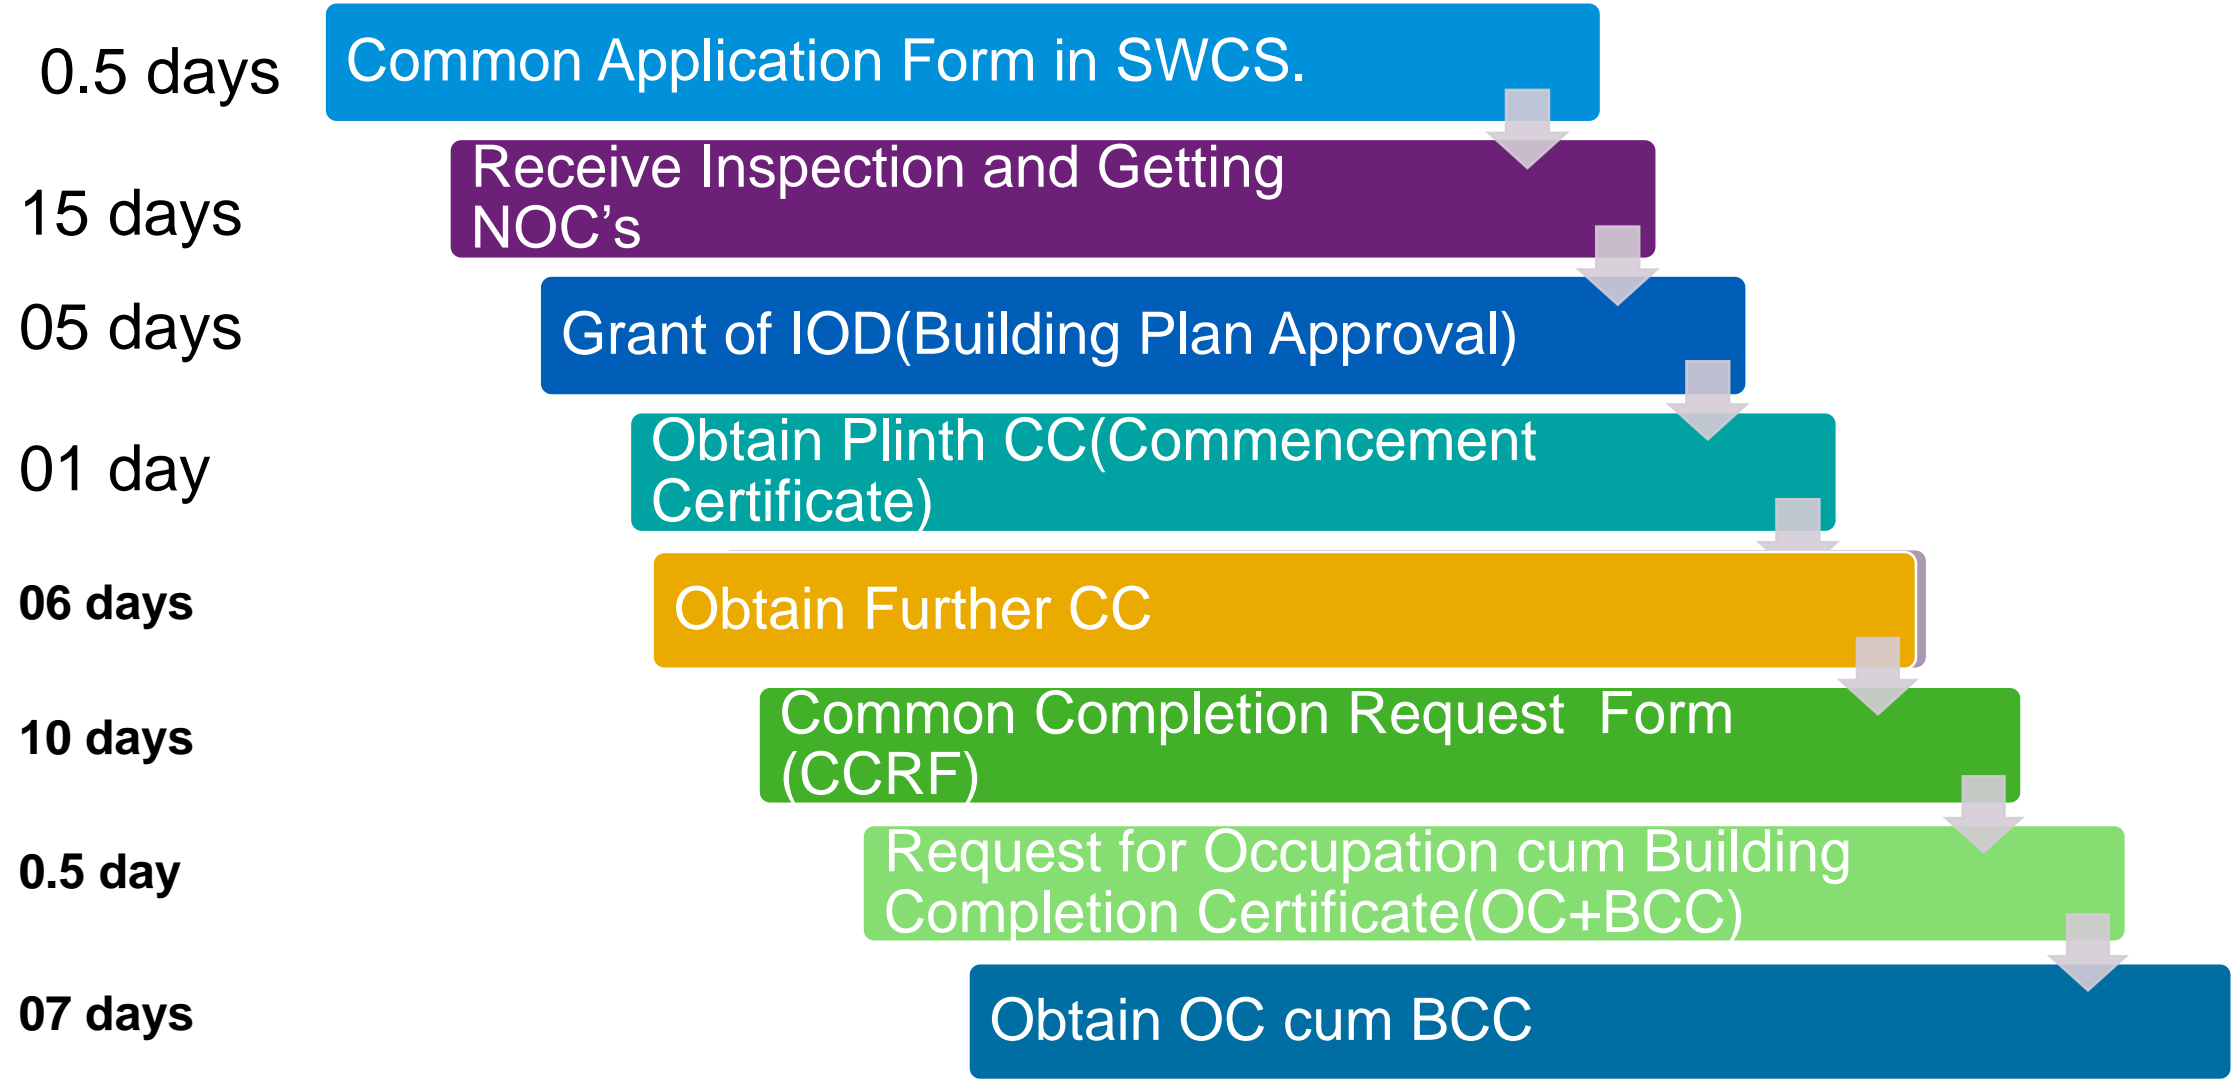 0.5 days
Common Application Form in SWCS.
15 days
Receive Inspection and Getting
NOC’s
05 days
Grant of IOD(Building Plan Approval)
01 day
Obtain Plinth CC(Commencement
Certificate)
06 days
Obtain Further CC
10 days
Common Completion Request  Form
(CCRF)
0.5 day
Request for Occupation cum Building
Completion Certificate(OC+BCC)
07 days
Obtain OC cum BCC